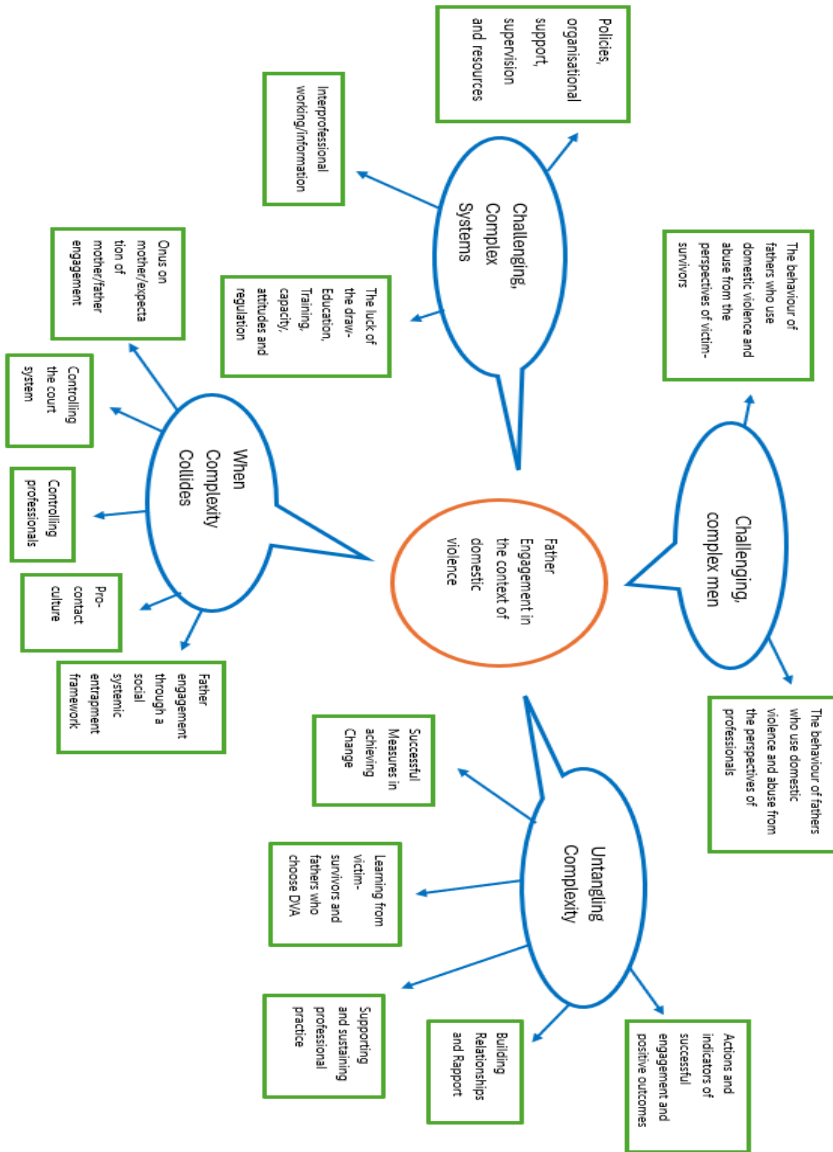 Policies,
organisational
support,
supervision
and resources
Interprofessional
working/information
Challenging,
Complex
Systems
The luck of
the draw-
Education,
Training,
capacity,
attitudes and
regulation
The behaviour of
fathers who use
domestic violence and
abuse from the
perspectives of victim-
survivors
Challenging,
complex men
The behaviour of fathers
who use domestic
violence and abuse from
the perspectives of
professionals
Father
Engagement in
the context of
domestic
violence
Onus on
mother/expecta
tion of
mother/father
engagement
Controlling
the court
system
Controlling
professionals
Pro-
contact
culture
Father
engagement
through a
social
systemic
entrapment
framework
When
Complexity
Collides
Successful
Measures in
achieving
Change
Learning from
victim-
survivors and
fathers who
choose DVA
Supporting
and sustaining
professional
practice
Building
Relationships
and Rapport
Actions and
indicators of
successful
engagement and
positive outcomes
Untangling
Complexity